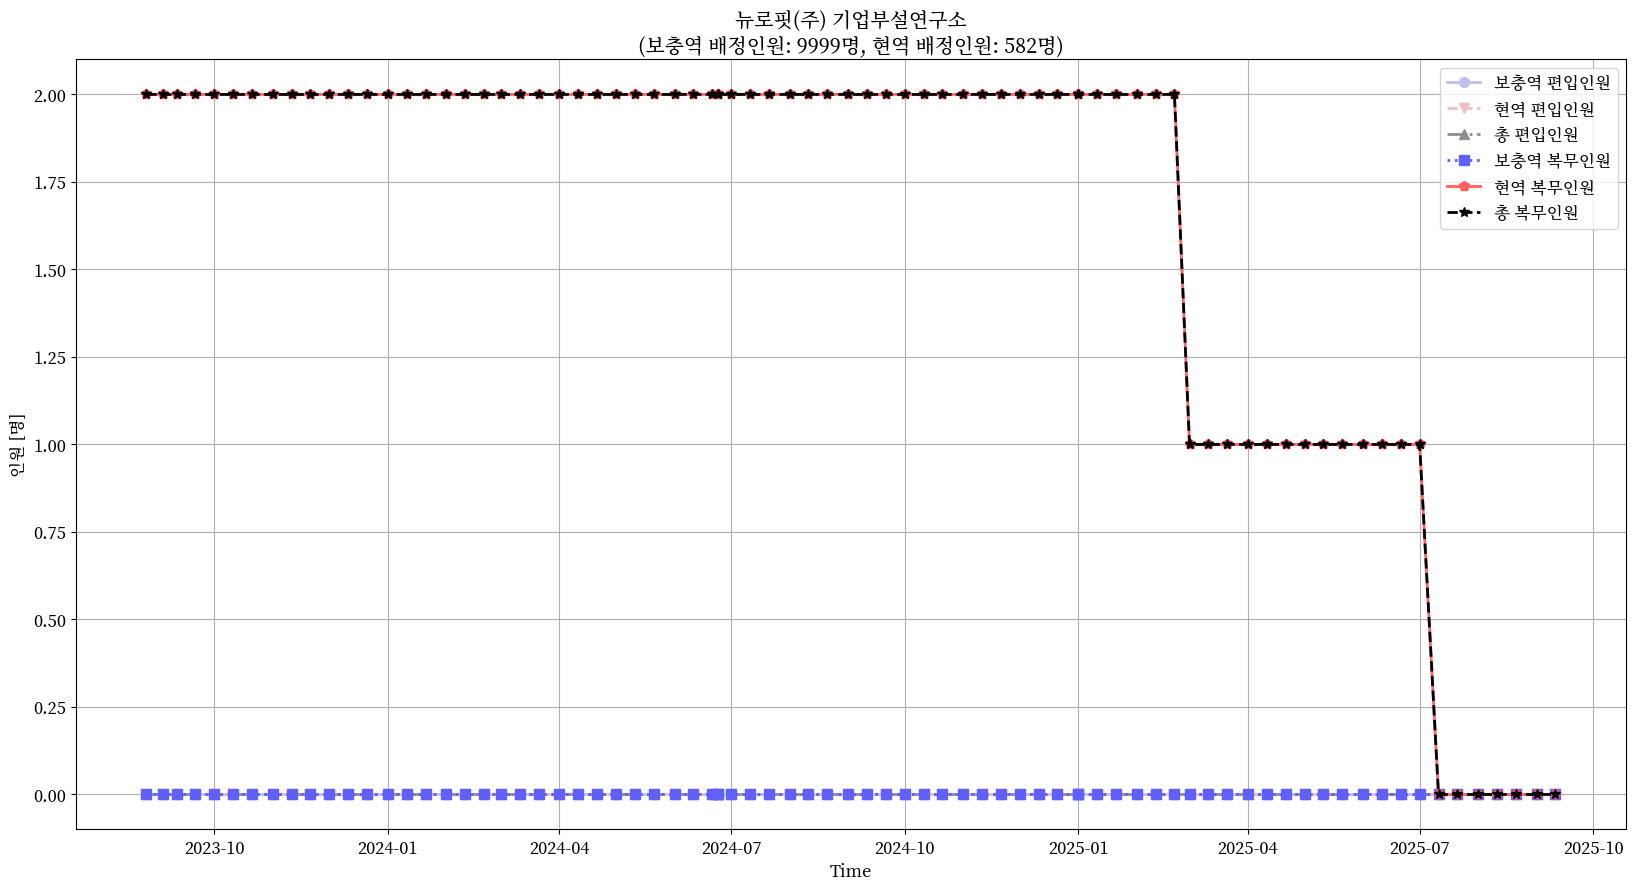 뉴로핏(주) 기업부설연구소
(보충역 배정인원: 9999명, 현역 배정인원: 582명)
보충역 편입인원
현역 편입인원
총 편입인원
보충역 복무인원
현역 복무인원
총 복무인원
인원 [명]
2.00
1.75
1.50
1.25
1.00
0.75
0.50
0.25
0.00
2023-10 2024-01 2024-04 2024-07 2024-10 2025-01 2025-04 2025-07 2025-10
Time